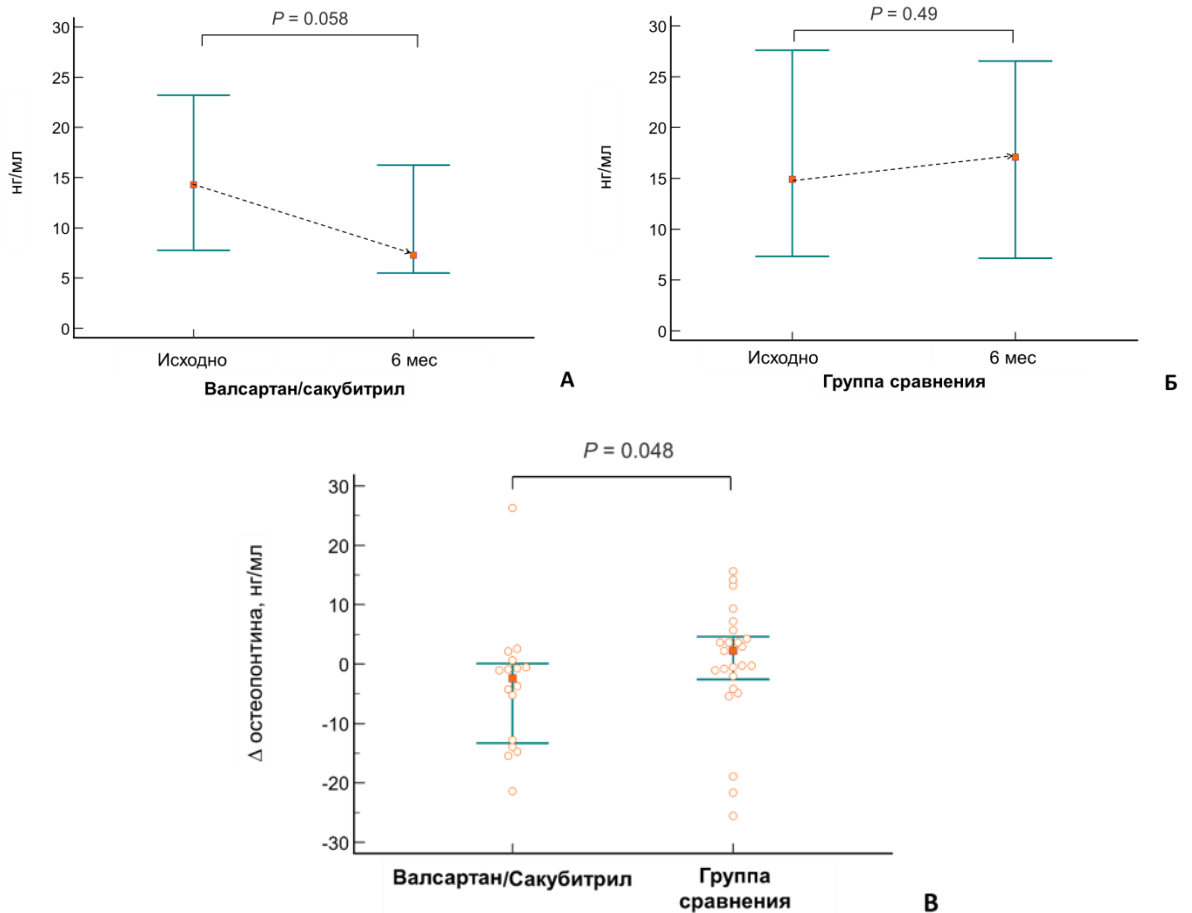 P = 0.058
30
25
20
15
10
5
0
нг/мл
Исходно
6 мес
Валсартан/сакубитрил
А
P = 0.49
30
25
20
15
10
5
0
нг/мл
Исходно
6 мес
Группа сравнения
Б
P = 0.048
30
20
10
0
-10
-20
-30
Δ остеопонтина, нг/мл
Валсартан/Сакубитрил
Группа
сравнения
В